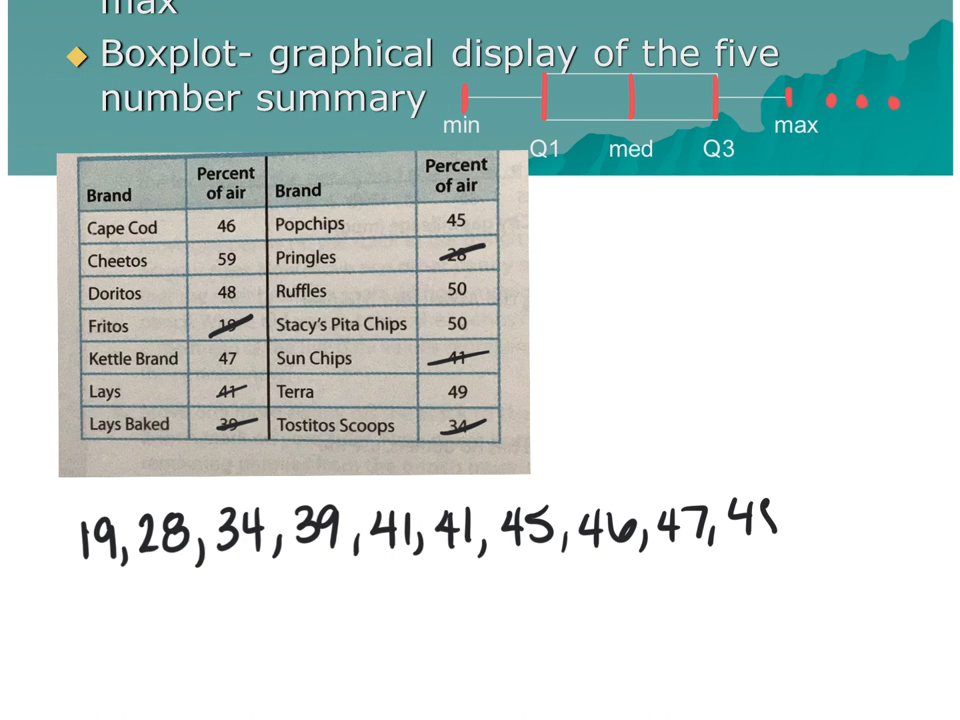 max
Boxplot- graphical display of the five
number summary
min
max
Q1 med Q3
Brand Percent of air Brand Percent of air
Cape Cod 46 Popchips 45
Cheetos 59 Pringles 28
Doritos 48 Ruffles 50
Fritos 19 Stacy's Pita Chips 50
Kettle Brand 47 Sun Chips 41
Lays 41 Terra 49
Lays Baked 39 Tostitos Scoops 34
19, 28, 34, 39, 41, 41, 45, 46, 47,